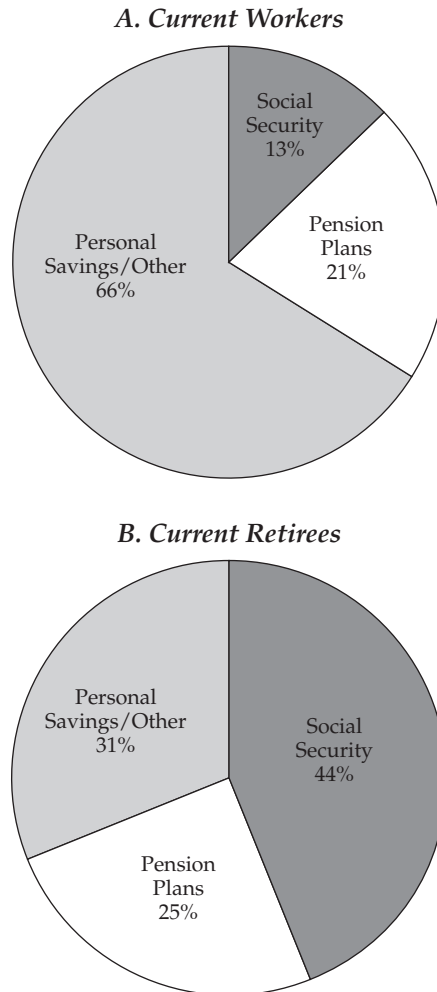 A. Current Workers
Social
Security
13%
Pension
Plans
21%
Personal
Savings/Other
66%
B. Current Retirees
Personal
Savings/Other
31%
Social
Security
44%
Pension
Plans
25%